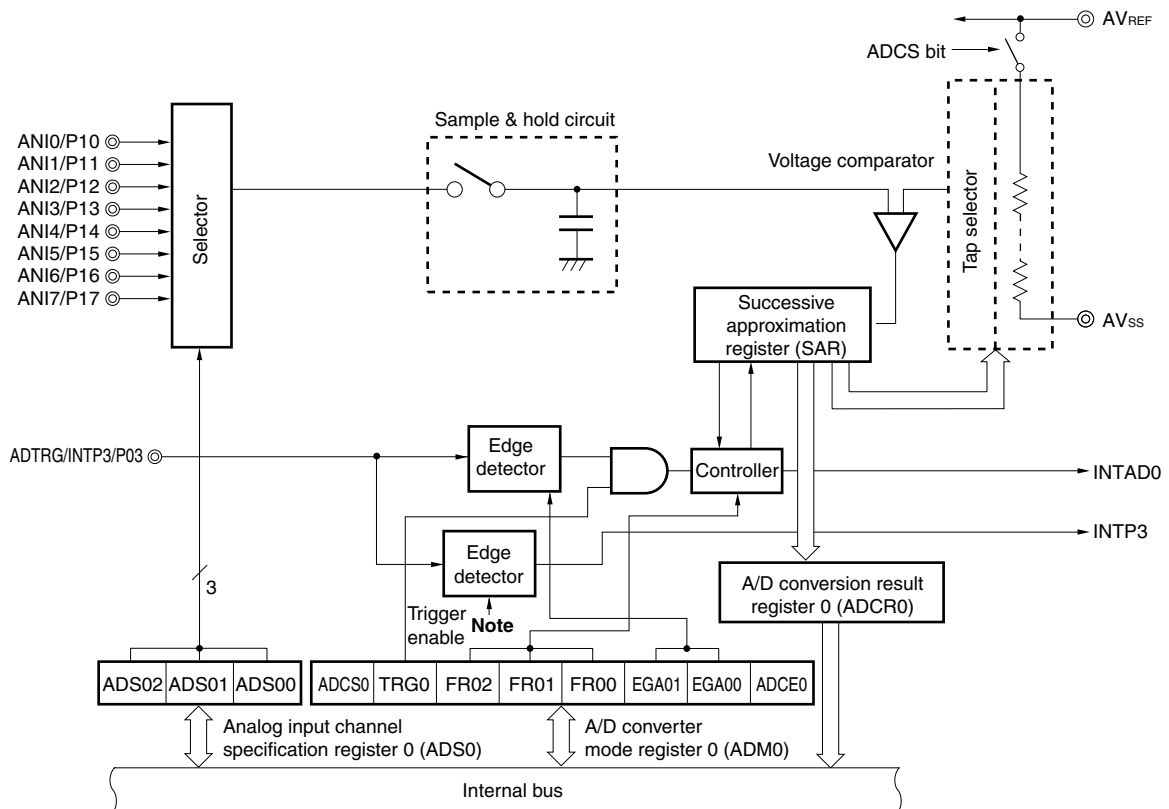 AVREF
ADCS bit
Sample & hold circuit
ANI0/P10
ANI1/P11
ANI2/P12
ANI3/P13
ANI4/P14
ANI5/P15
ANI6/P16
ANI7/P17
Selector
Voltage comparator
Tap selector
Successive
approximation
register (SAR)
AVSS
ADTRG/INTP3/P03
Edge
detector
Controller
INTAD0
INTP3
Edge
detector
3
A/D conversion result
register 0 (ADCR0)
Trigger
enable
Note
ADS02 ADS01 ADS00
ADCS0 TRG0 FR02 FR01 FR00 EGA01 EGA00 ADCE0
Analog input channel
specification register 0 (ADS0)
A/D converter
mode register 0 (ADM0)
Internal bus